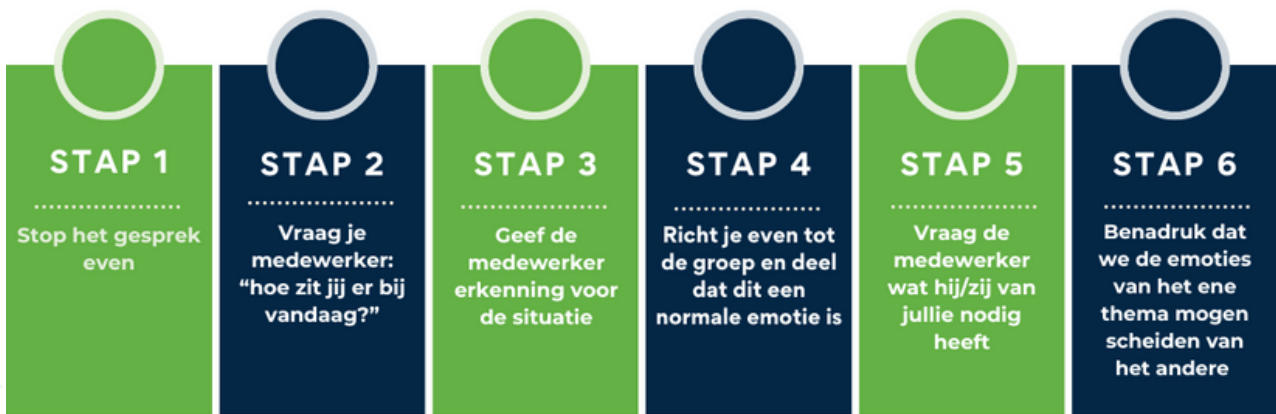 STAP 1
Stop het gesprek
even
STAP 2
Vraag je
medewerker:
“hoe zit jij er bij
vandaag?”
STAP 3
Geef de
medewerker
erkenning voor
de situatie
STAP 4
Richt je even tot
de groep en deel
dat dit een
normale emotie is
STAP 5
Vraag de
medewerker
wat hij/zij van
jullie nodig
heeft
STAP 6
Benadruk dat
we de emoties
van het ene
thema mogen
scheiden van
het andere